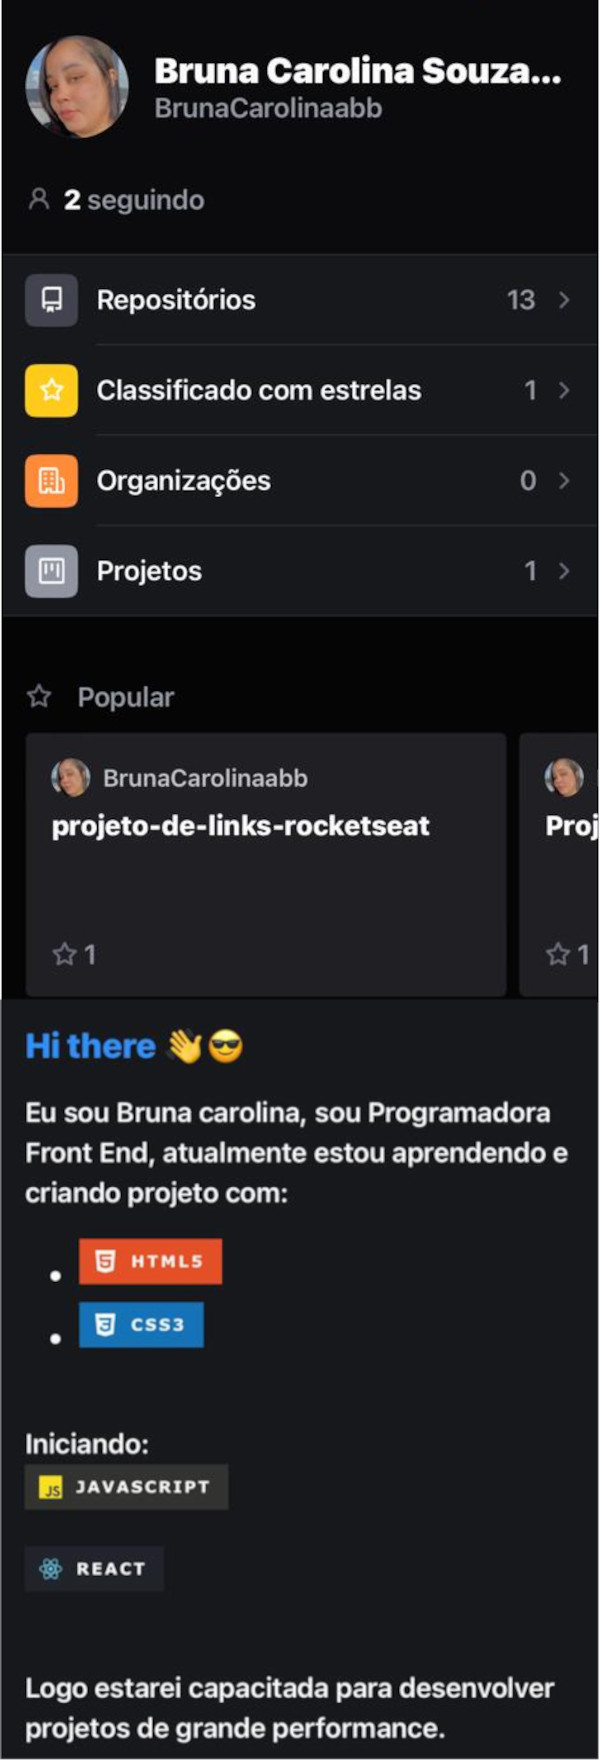 Bruna Carolina Souza...
BrunaCarolinaabb
2 seguindo
Repositórios 13
Classificado com estrelas 1
Organizações 0
Projetos 1
Popular
BrunaCarolinaabb
projeto-de-links-rocketseat
1
Proj
1
Hi there 👋😎
Eu sou Bruna carolina, sou Programadora
Front End, atualmente estou aprendendo e
criando projeto com:
HTML5
CSS3
Iniciando:
JS JAVASCRIPT
REACT
Logo estarei capacitada para desenvolver
projetos de grande performance.